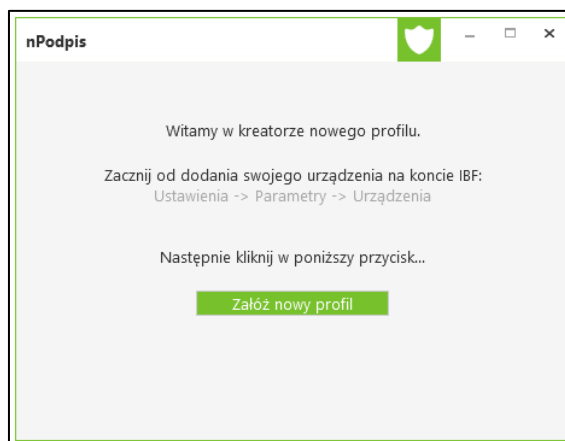 nPodpis
Witamy w kreatorze nowego profilu.
Zacznij od dodania swojego urządzenia na koncie IBF:
Ustawienia -> Parametry -> Urządzenia
Następnie kliknij w poniższy przycisk...
Załóż nowy profil